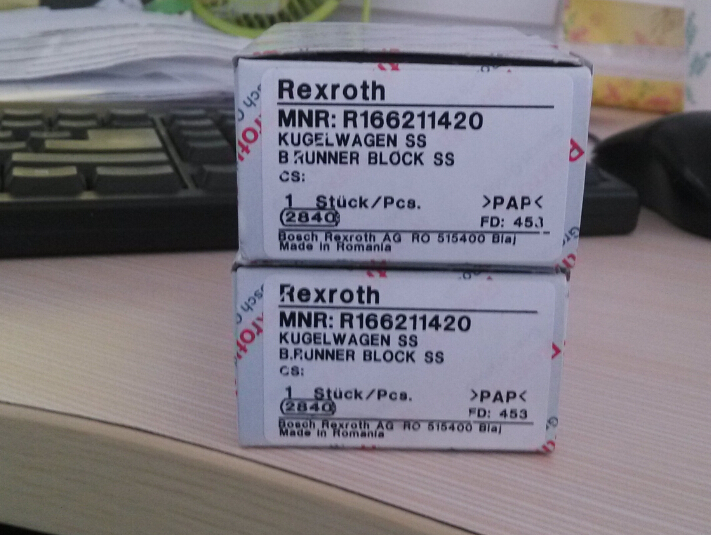 Rexroth
MNR: R166211420
KUGELWAGEN SS
B.RUNNER BLOCK SS
CS:
1 Stück/Pcs. >PAP<
2840 FD: 453
Bosch Rexroth AG RO 515400 Blaj
Made in Romania
Rexroth
MNR: R166211420
KUGELWAGEN SS
B.RUNNER BLOCK SS
CS:
1 Stück/Pcs. >PAP<
2840 FD: 453
Bosch Rexroth AG RO 515400 Blaj
Made in Romania